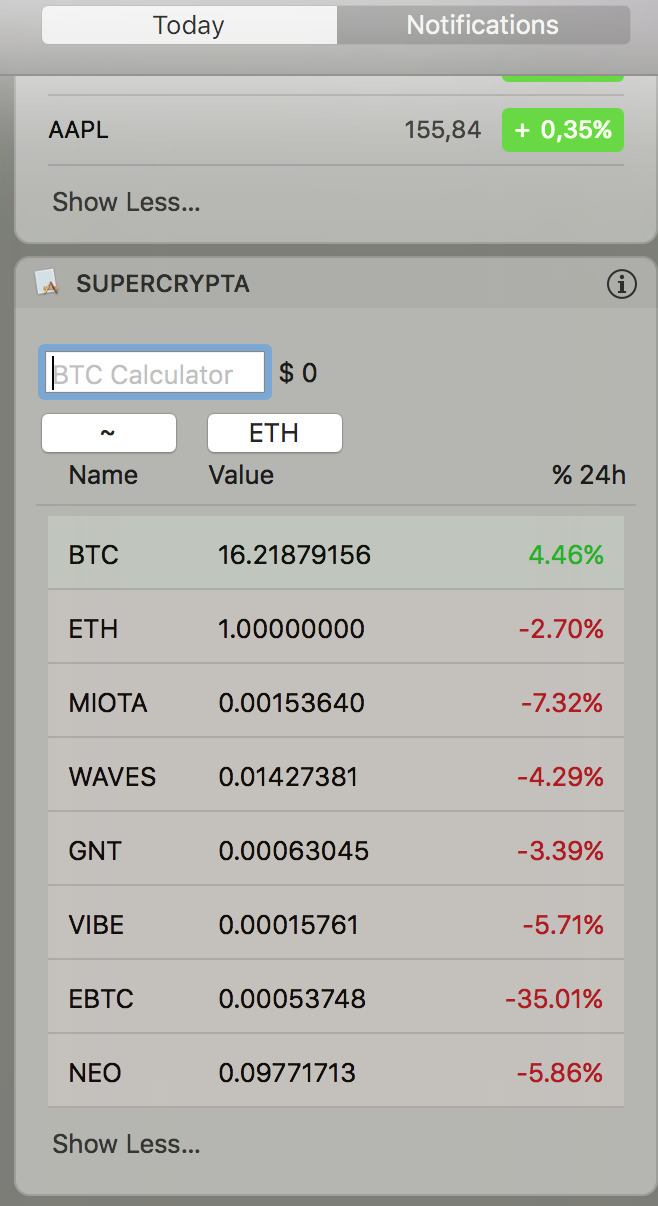 Today Notifications
AAPL 155,84 + 0,35%
Show Less...
SUPERCRYPTA
BTC Calculator $ 0
~ ETH
Name Value % 24h
BTC 16.21879156 4.46%
ETH 1.00000000 -2.70%
MIOTA 0.00153640 -7.32%
WAVES 0.01427381 -4.29%
GNT 0.00063045 -3.39%
VIBE 0.00015761 -5.71%
EBTC 0.00053748 -35.01%
NEO 0.09771713 -5.86%
Show Less...